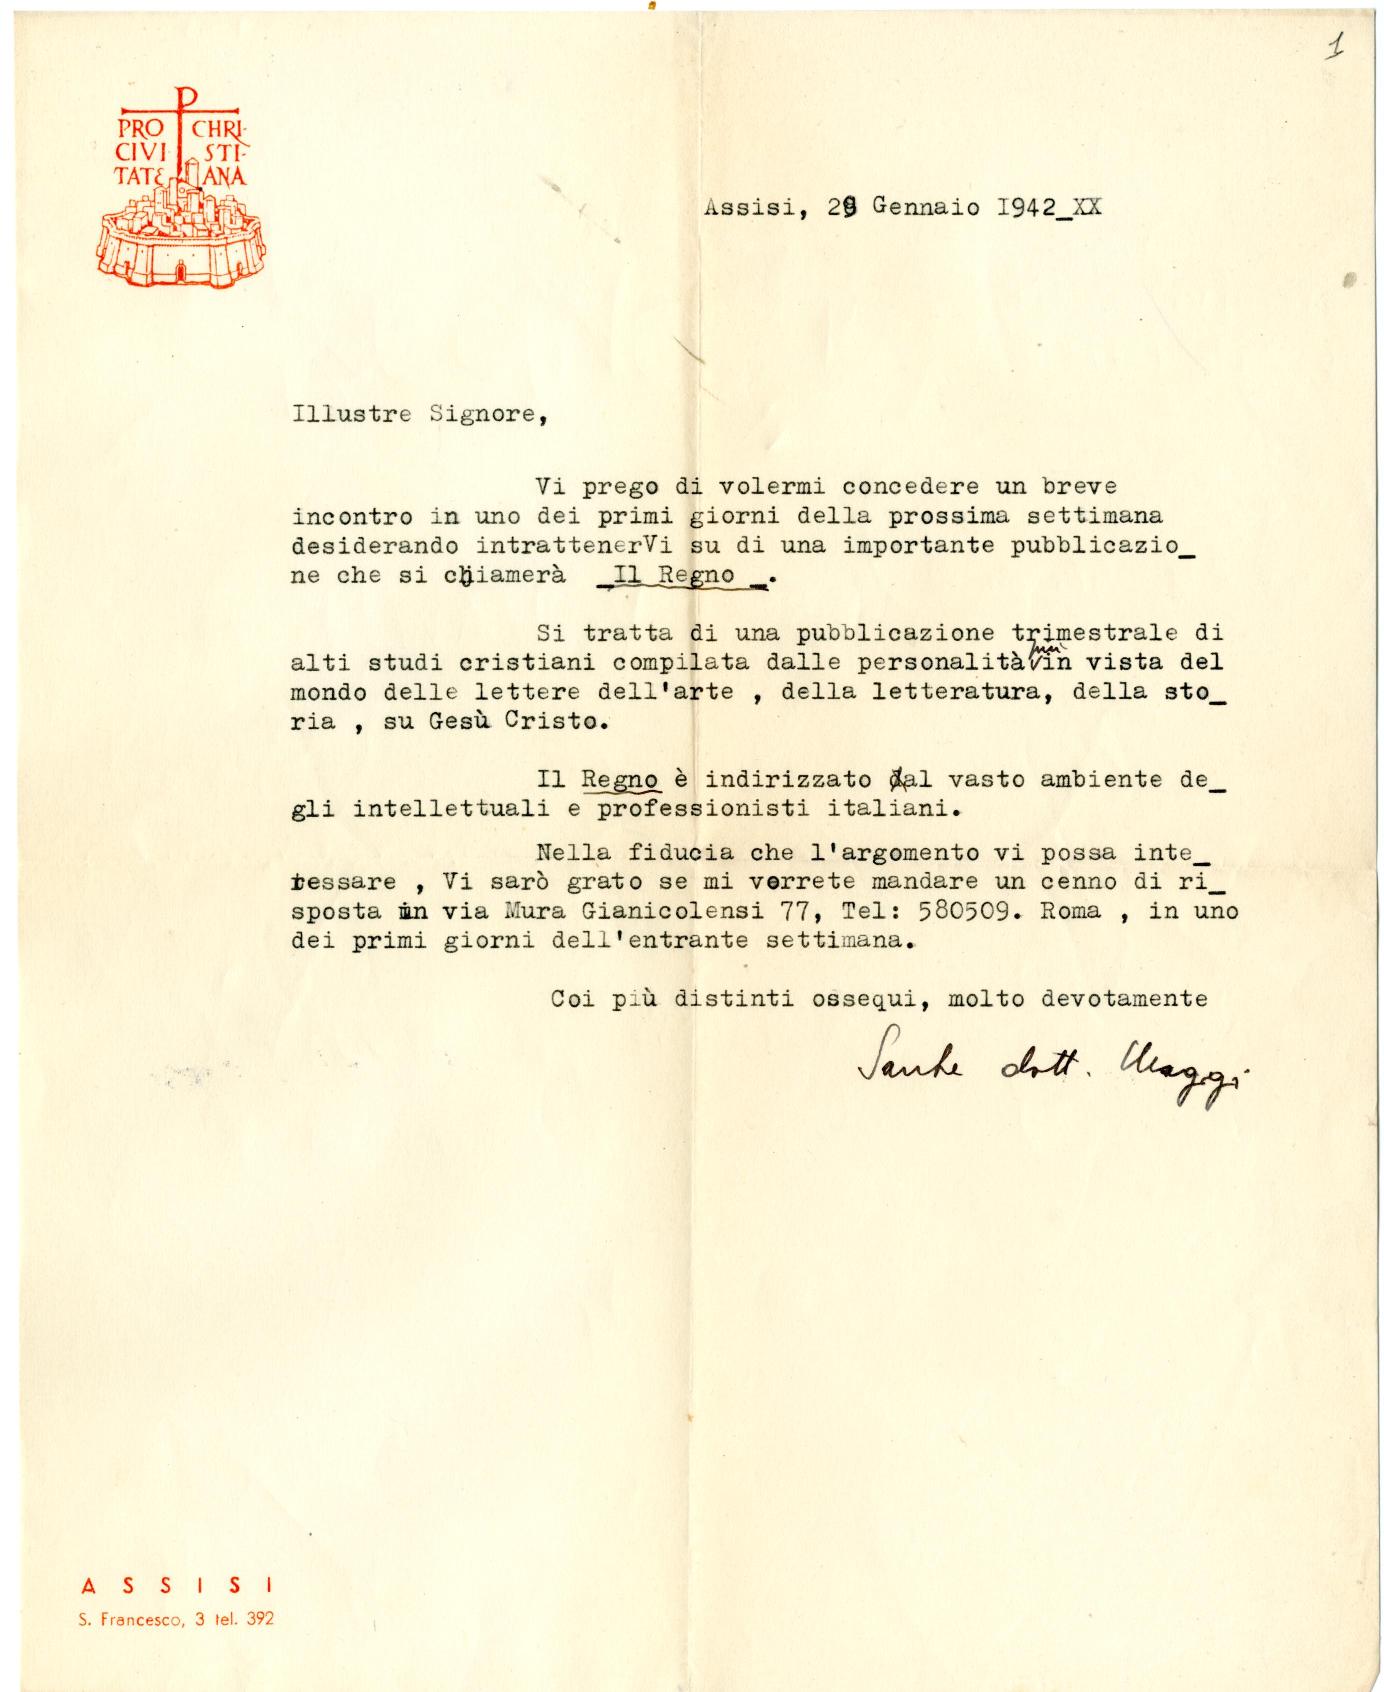 1
P
PRO CHRI-
CIVI STI-
TATE ANA
Assisi, 29 Gennaio I942_XX
Illustre Signore,
Vi prego di volermi concedere un breve
incontro in uno dei primi giorni della prossima settimana
desiderando intrattenerVi su di una importante pubblicazio_
ne che si chiamerà _Il Regno_.
Si tratta di una pubblicazione trimestrale di
alti studi cristiani compilata dalle personalità più in vista del
mondo delle lettere dell'arte , della letteratura, della sto_
ria , su Gesù Cristo.
Il Regno è indirizzato al vasto ambiente de_
gli intellettuali e professionisti italiani.
Nella fiducia che l'argomento vi possa inte_
ressare , Vi sarò grato se mi vorrete mandare un cenno di ri_
sposta in via Mura Gianicolensi 77, Tel: 580509. Roma , in uno
dei primi giorni dell'entrante settimana.
Coi più distinti ossequi, molto devotamente
Sante dott. Maggi
ASSISI
S. Francesco, 3 tel. 392